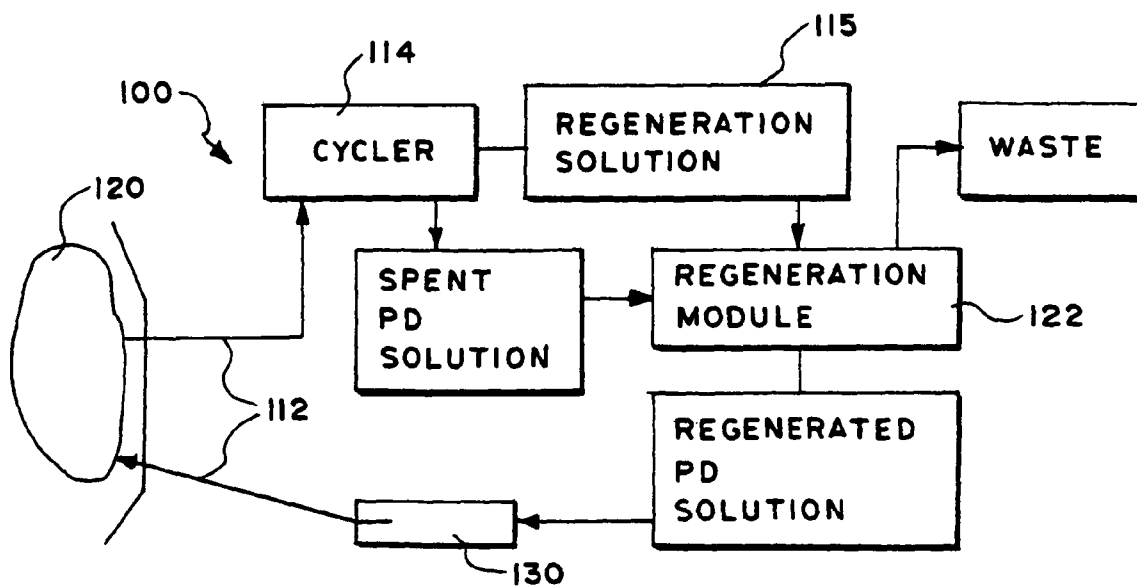 115
114
100
CYCLER
REGENERATION
SOLUTION
WASTE
120
SPENT
PD
SOLUTION
REGENERATION
MODULE
122
112
REGENERATED
PD
SOLUTION
130